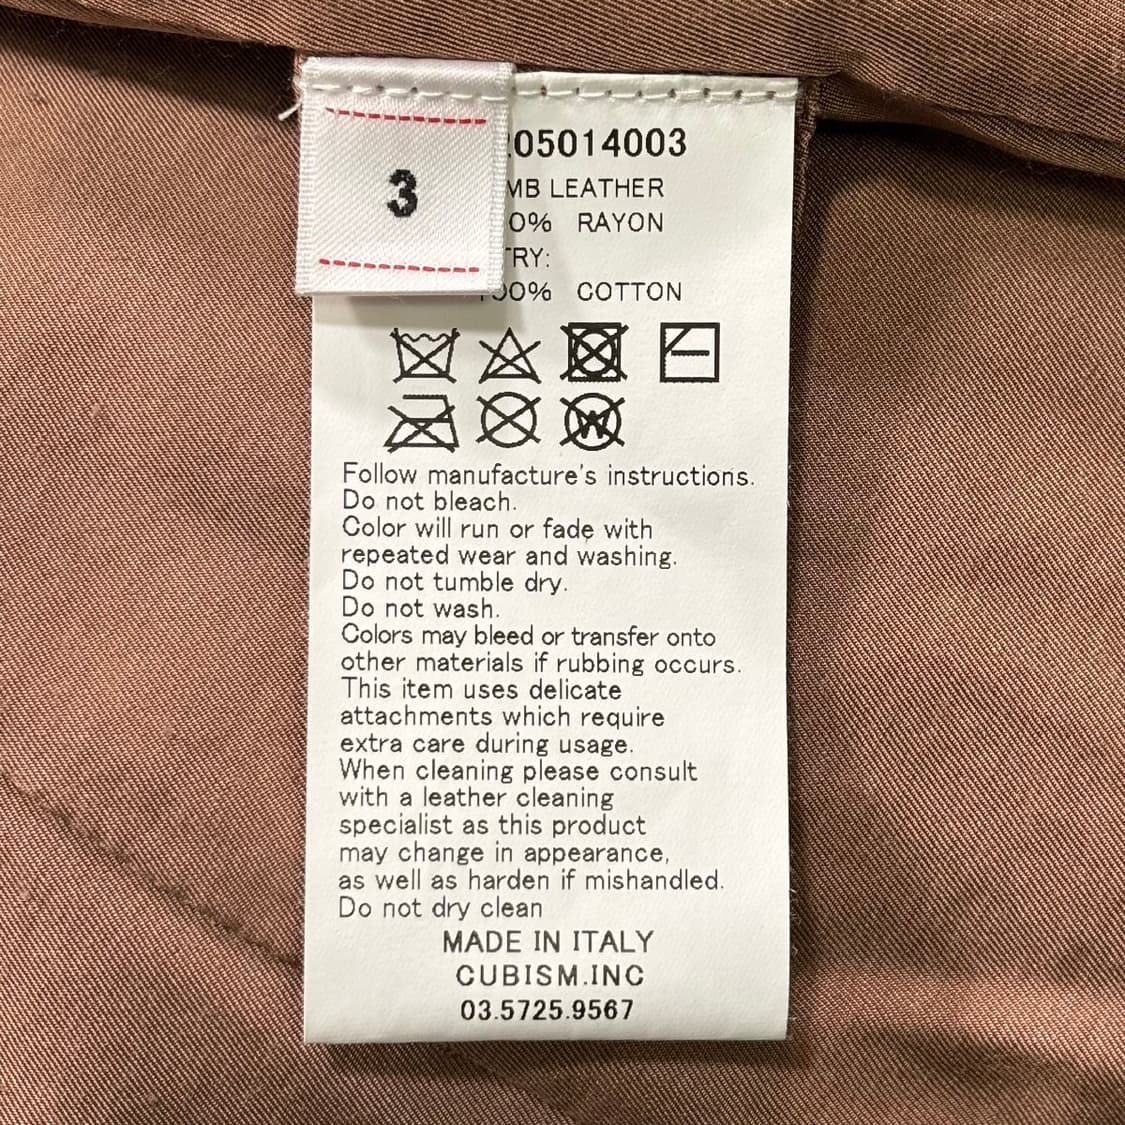 3
05014003
MB LEATHER
0% RAYON
TRY:
100% COTTON
W
Follow manufacture's instructions.
Do not bleach.
Color will run or fade with
repeated wear and washing.
Do not tumble dry.
Do not wash.
Colors may bleed or transfer onto
other materials if rubbing occurs.
This item uses delicate
attachments which require
extra care during usage.
When cleaning please consult
with a leather cleaning
specialist as this product
may change in appearance,
as well as harden if mishandled.
Do not dry clean
MADE IN ITALY
CUBISM.INC
03.5725.9567